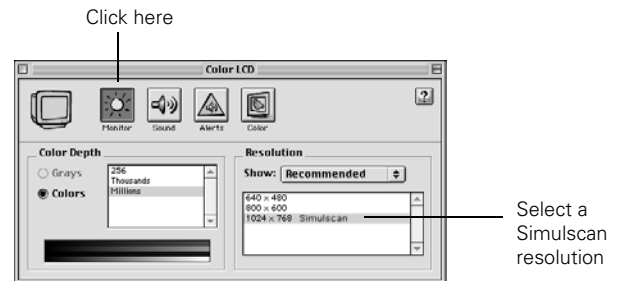 Click here
Color LCD
Monitor Sound Alerts Color
?
Color Depth
Grays
Colors
256
Thousands
Millions
Resolution
Show: Recommended
640 x 480
800 x 600
1024 x 768 Simulscan
Select a
Simulscan
resolution